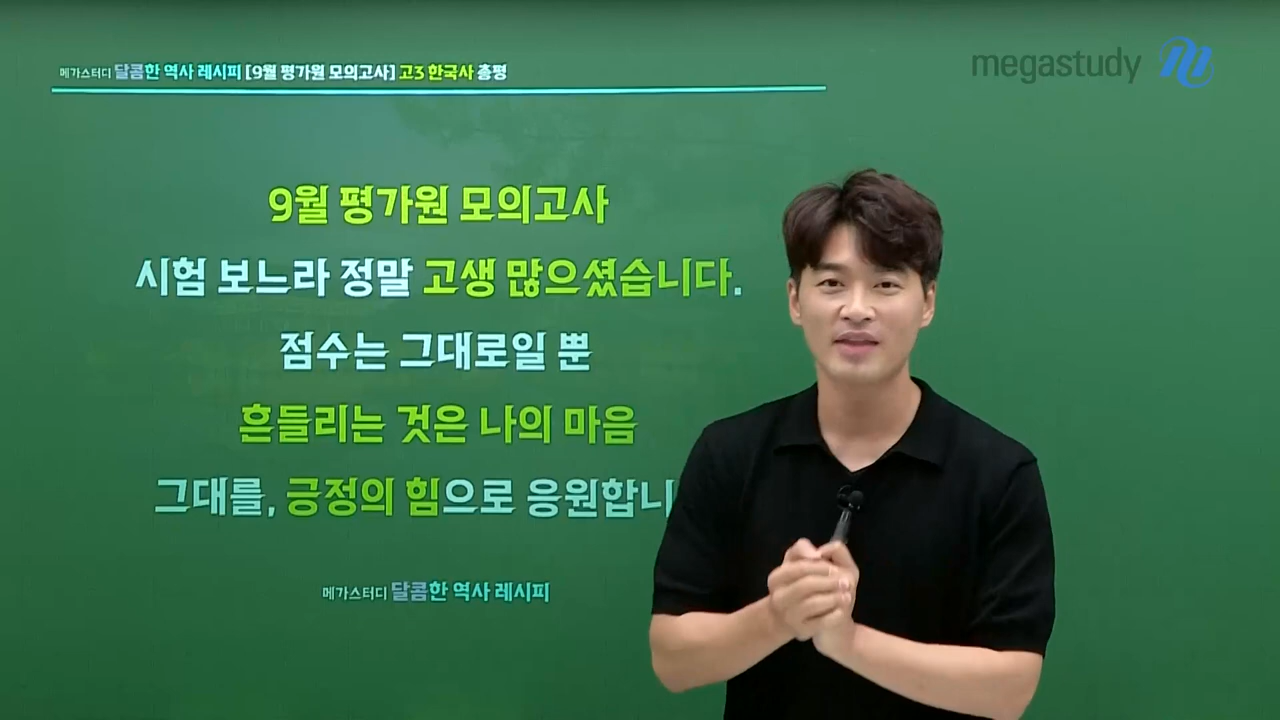 메가스터디 달콤한 역사 레시피 [9월 평가원 모의고사] 고3 한국사 총평
megastudy
9월 평가원 모의고사
시험 보느라 정말 고생 많으셨습니다.
점수는 그대로일 뿐
흔들리는 것은 나의 마음
그대를, 긍정의 힘으로 응원합니
메가스터디 달콤한 역사 레시피